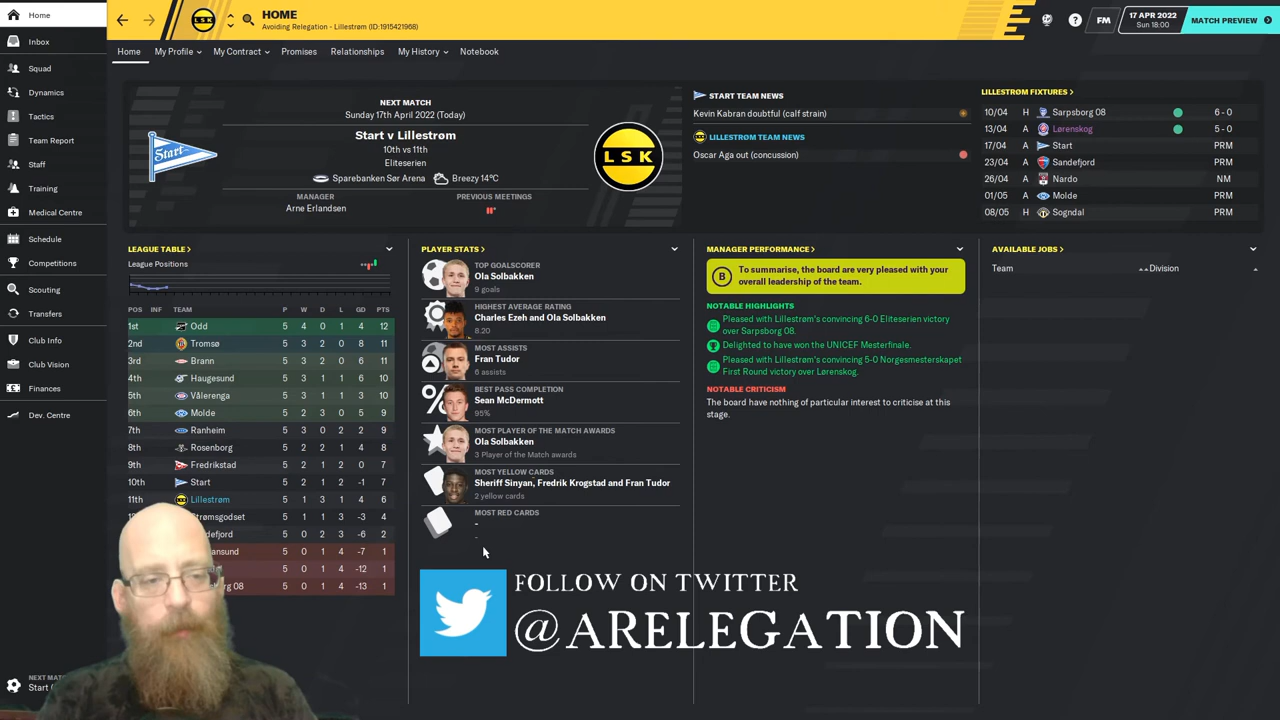 Home
Inbox
Squad
Dynamics
Tactics
Team Report
Staff
Training
Medical Centre
Schedule
Competitions
Scouting
Transfers
Club Info
Club Vision
Finances
Dev. Centre
NEXT MAT
Start (
LSK
HOME
Avoiding Relegation - Lillestrøm (ID:1915421968)
FM
17 APR 2022
Sun 18:00
MATCH PREVIEW
Home
My Profile
My Contract
Promises
Relationships
My History
Notebook
NEXT MATCH
Sunday 17th April 2022 (Today)
Start v Lillestrøm
10th vs 11th
Eliteserien
Sparebanken Sør Arena Breezy 14°C
MANAGER
Arne Erlandsen
PREVIOUS MEETINGS
Start
LSK
START TEAM NEWS
Kevin Kabran doubtful (calf strain)
LILLESTRØM TEAM NEWS
Oscar Aga out (concussion)
LILLESTRØM FIXTURES
10/04 H Sarpsborg 08 6 - 0
13/04 A Lørenskog 5 - 0
17/04 A Start PRM
23/04 A Sandefjord PRM
26/04 A Nardo NM
01/05 A Molde PRM
08/05 H Sogndal PRM
LEAGUE TABLE
League Positions
POS INF TEAM P W D L GD PTS
1st Odd 5 4 0 1 4 12
2nd Tromsø 5 3 2 0 8 11
3rd Brann 5 3 2 0 6 11
4th Haugesund 5 3 1 1 6 10
5th Vålerenga 5 3 1 1 3 10
6th Molde 5 2 3 0 5 9
7th Ranheim 5 3 0 2 2 9
8th Rosenborg 5 2 2 1 4 8
9th Fredrikstad 5 2 1 2 0 7
10th Start 5 2 1 2 -1 7
11th Lillestrøm 5 1 3 1 4 6
trømsgodset 5 1 1 3 -3 4
defjord 5 0 2 3 -6 2
ansund 5 0 1 4 -7 1
5 0 1 4 -12 1
rg 08 5 0 1 4 -13 1
PLAYER STATS
TOP GOALSCORER
Ola Solbakken
9 goals
HIGHEST AVERAGE RATING
Charles Ezeh and Ola Solbakken
8.20
MOST ASSISTS
Fran Tudor
6 assists
BEST PASS COMPLETION
Sean McDermott
95%
MOST PLAYER OF THE MATCH AWARDS
Ola Solbakken
3 Player of the Match awards
MOST YELLOW CARDS
Sheriff Sinyan, Fredrik Krogstad and Fran Tudor
2 yellow cards
MOST RED CARDS
-
-
MANAGER PERFORMANCE
B
To summarise, the board are very pleased with your
overall leadership of the team.
NOTABLE HIGHLIGHTS
Pleased with Lillestrøm's convincing 6-0 Eliteserien victory
over Sarpsborg 08.
Delighted to have won the UNICEF Mesterfinale.
Pleased with Lillestrøm's convincing 5-0 Norgesmesterskapet
First Round victory over Lørenskog.
NOTABLE CRITICISM
The board have nothing of particular interest to criticise at this
stage.
AVAILABLE JOBS
Team Division
FOLLOW ON TWITTER
@ARELEGATION